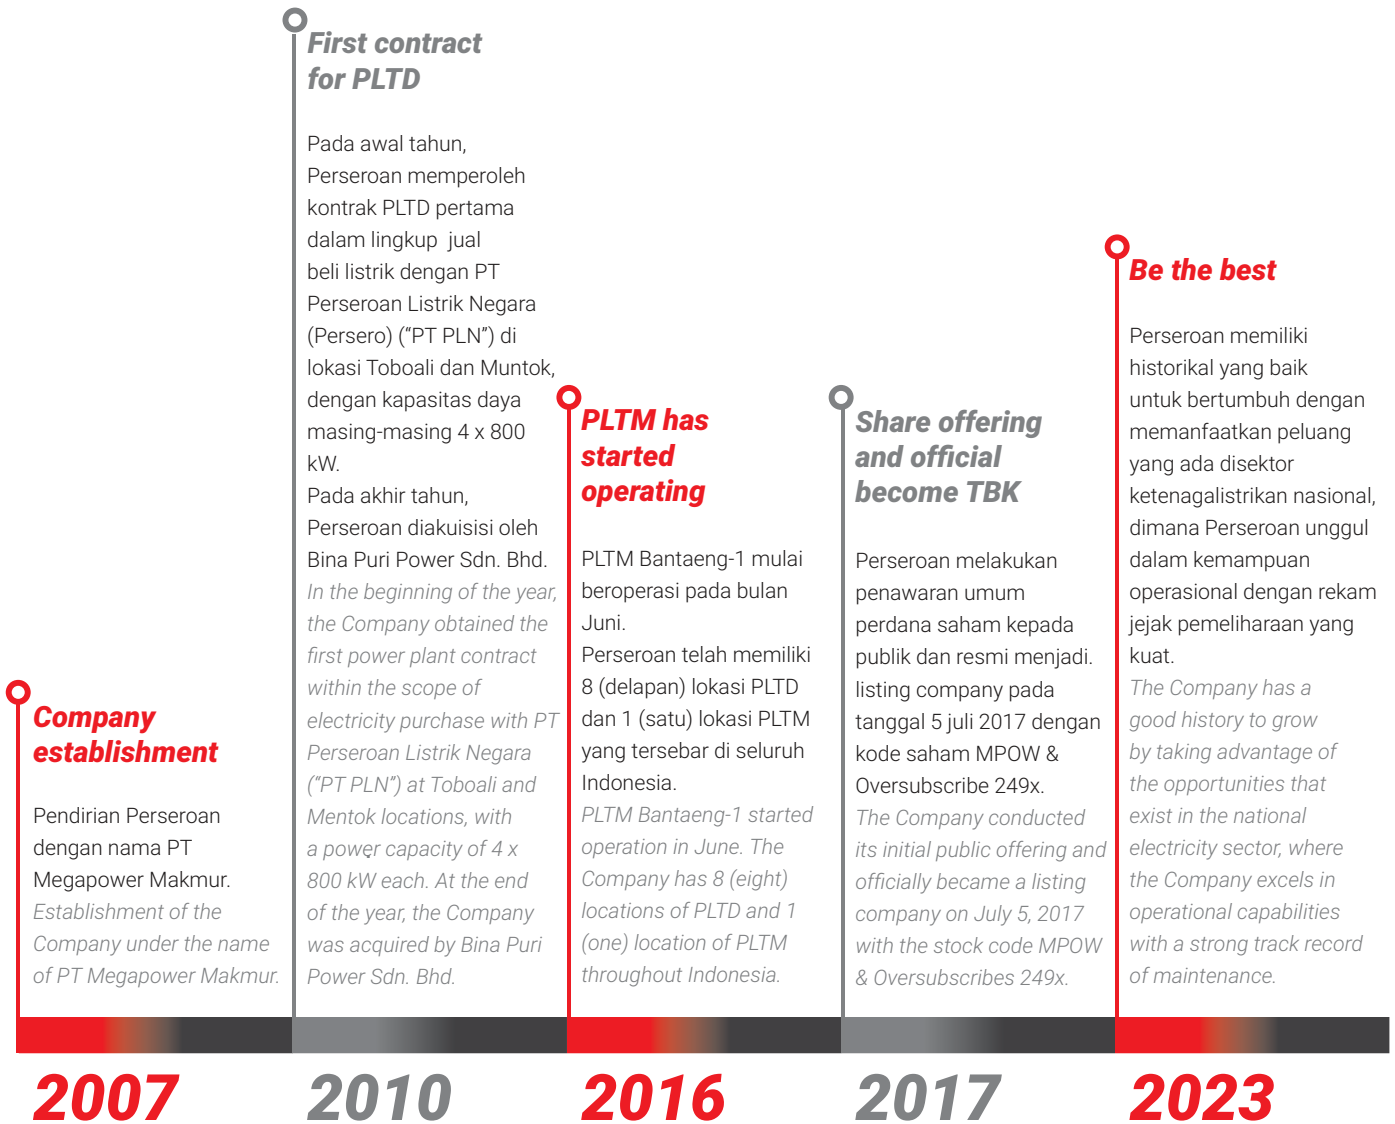 Company
establishment
Pendirian Perseroan
dengan nama PT
Megapower Makmur.
Establishment of the
Company under the name
of PT Megapower Makmur.
2007
First contract
for PLTD
Pada awal tahun,
Perseroan memperoleh
kontrak PLTD pertama
dalam lingkup jual
beli listrik dengan PT
Perseroan Listrik Negara
(Persero) (“PT PLN”) di
lokasi Toboali dan Muntok,
dengan kapasitas daya
masing-masing 4 x 800
kW.
Pada akhir tahun,
Perseroan diakuisisi oleh
Bina Puri Power Sdn. Bhd.
In the beginning of the year,
the Company obtained the
first power plant contract
within the scope of
electricity purchase with PT
Perseroan Listrik Negara
(“PT PLN”) at Toboali and
Mentok locations, with
a power capacity of 4 x
800 kW each. At the end
of the year, the Company
was acquired by Bina Puri
Power Sdn. Bhd.
2010
PLTM has
started
operating
PLTM Bantaeng-1 mulai
beroperasi pada bulan
Juni.
Perseroan telah memiliki
8 (delapan) lokasi PLTD
dan 1 (satu) lokasi PLTM
yang tersebar di seluruh
Indonesia.
PLTM Bantaeng-1 started
operation in June. The
Company has 8 (eight)
locations of PLTD and 1
(one) location of PLTM
throughout Indonesia.
2016
Share offering
and official
become TBK
Perseroan melakukan
penawaran umum
perdana saham kepada
publik dan resmi menjadi.
listing company pada
tanggal 5 juli 2017 dengan
kode saham MPOW &
Oversubscribe 249x.
The Company conducted
its initial public offering and
officially became a listing
company on July 5, 2017
with the stock code MPOW
& Oversubscribes 249x.
2017
Be the best
Perseroan memiliki
historikal yang baik
untuk bertumbuh dengan
memanfaatkan peluang
yang ada disektor
ketenagalistrikan nasional,
dimana Perseroan unggul
dalam kemampuan
operasional dengan rekam
jejak pemeliharaan yang
kuat.
The Company has a
good history to grow
by taking advantage of
the opportunities that
exist in the national
electricity sector, where
the Company excels in
operational capabilities
with a strong track record
of maintenance.
2023